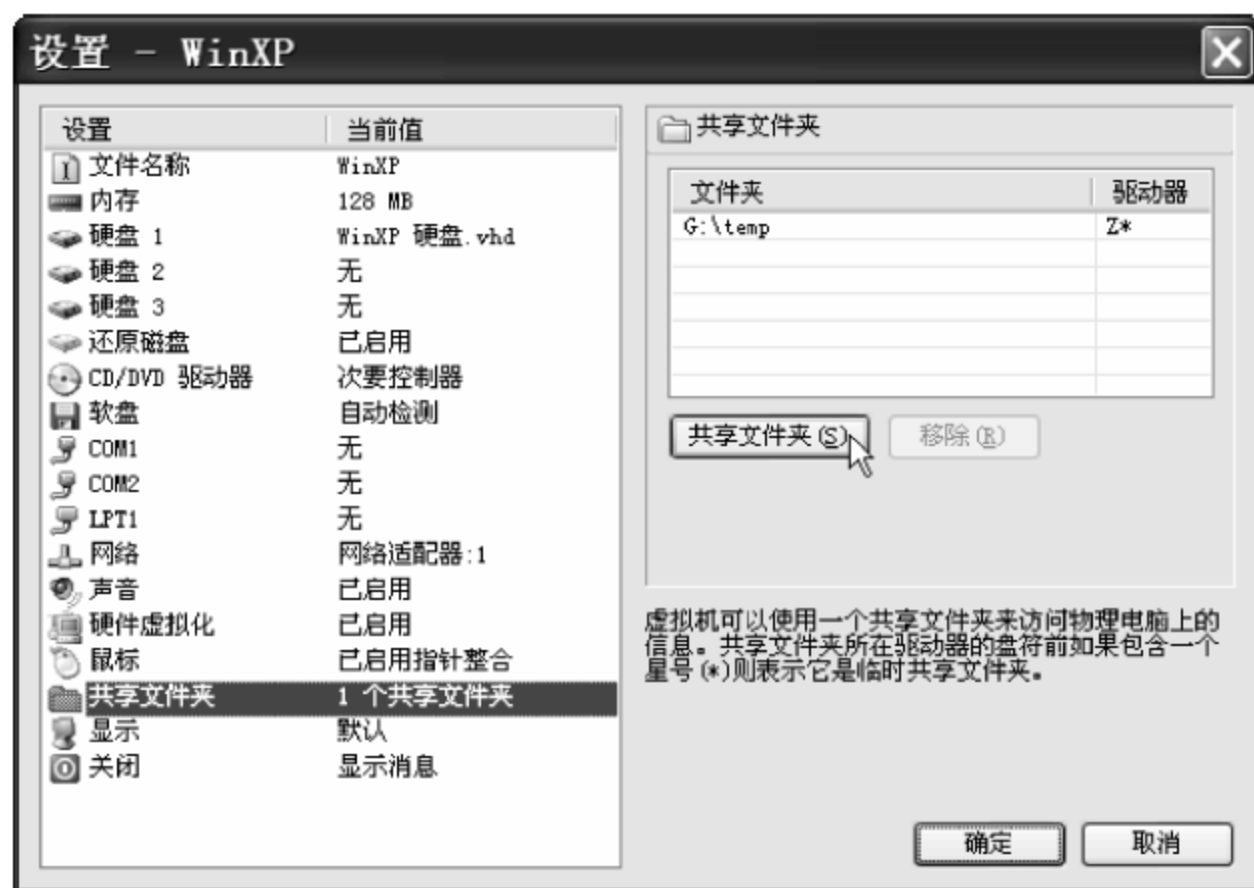 设置 - WinXP
设置 当前值
文件名称 WinXP
内存 128 MB
硬盘 1 WinXP 硬盘.vhd
硬盘 2 无
硬盘 3 无
还原磁盘 已启用
CD/DVD 驱动器 次要控制器
软盘 自动检测
COM1 无
COM2 无
LPT1 无
网络 网络适配器:1
声音 已启用
硬件虚拟化 已启用
鼠标 已启用指针整合
共享文件夹 1 个共享文件夹
显示 默认
关闭 显示消息
共享文件夹
文件夹 驱动器
G:\temp Z*
共享文件夹(S) 移除(R)
虚拟机可以使用一个共享文件夹来访问物理电脑上的
信息。共享文件夹所在驱动器的盘符前如果包含一个
星号(*)则表示它是临时共享文件夹。
确定 取消